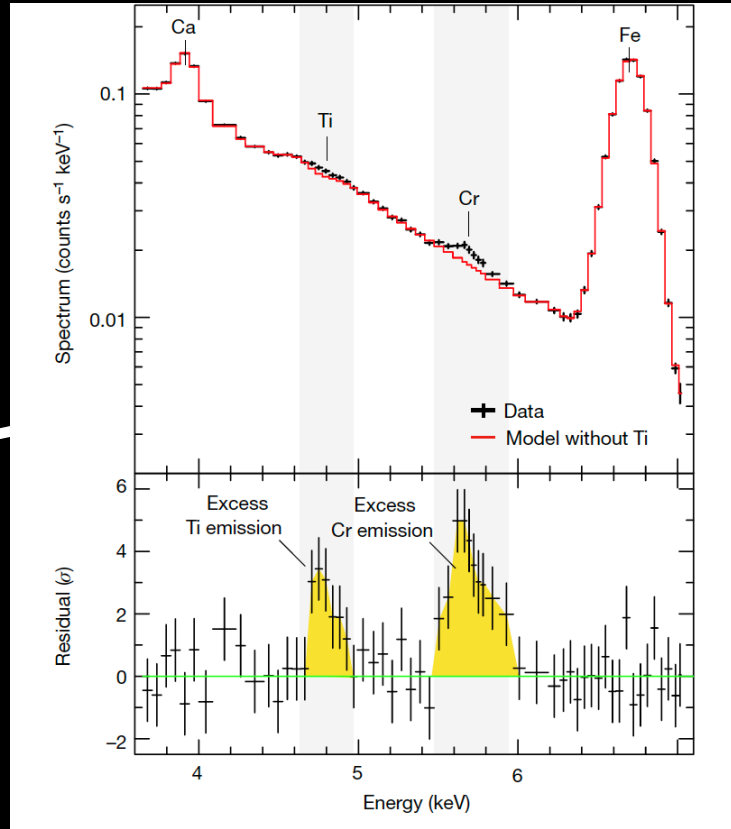 Ca
Fe
0.1
Ti
Cr
Spectrum (counts s⁻¹ keV⁻¹)
0.01
Data
Model without Ti
6
Excess
Ti emission
Excess
Cr emission
4
Residual (σ)
2
0
−2
4
5
6
Energy (keV)